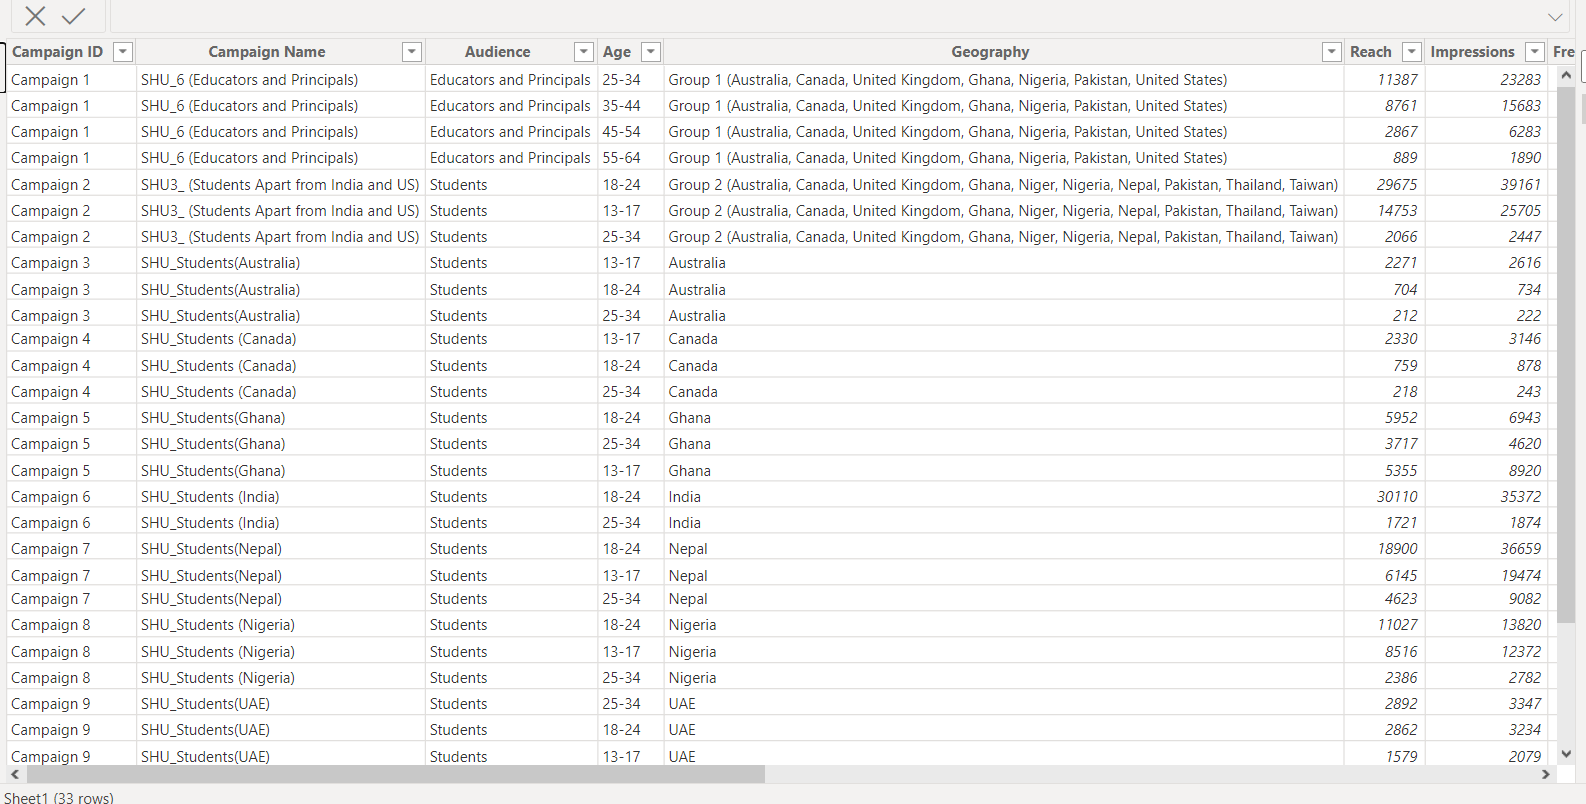 Campaign ID Campaign Name Audience Age Geography Reach Impressions Fre
Campaign 1 SHU_6 (Educators and Principals) Educators and Principals 25-34 Group 1 (Australia, Canada, United Kingdom, Ghana, Nigeria, Pakistan, United States) 11387 23283
Campaign 1 SHU_6 (Educators and Principals) Educators and Principals 35-44 Group 1 (Australia, Canada, United Kingdom, Ghana, Nigeria, Pakistan, United States) 8761 15683
Campaign 1 SHU_6 (Educators and Principals) Educators and Principals 45-54 Group 1 (Australia, Canada, United Kingdom, Ghana, Nigeria, Pakistan, United States) 2867 6283
Campaign 1 SHU_6 (Educators and Principals) Educators and Principals 55-64 Group 1 (Australia, Canada, United Kingdom, Ghana, Nigeria, Pakistan, United States) 889 1890
Campaign 2 SHU3_ (Students Apart from India and US) Students 18-24 Group 2 (Australia, Canada, United Kingdom, Ghana, Niger, Nigeria, Nepal, Pakistan, Thailand, Taiwan) 29675 39161
Campaign 2 SHU3_ (Students Apart from India and US) Students 13-17 Group 2 (Australia, Canada, United Kingdom, Ghana, Niger, Nigeria, Nepal, Pakistan, Thailand, Taiwan) 14753 25705
Campaign 2 SHU3_ (Students Apart from India and US) Students 25-34 Group 2 (Australia, Canada, United Kingdom, Ghana, Niger, Nigeria, Nepal, Pakistan, Thailand, Taiwan) 2066 2447
Campaign 3 SHU_Students(Australia) Students 13-17 Australia 2271 2616
Campaign 3 SHU_Students(Australia) Students 18-24 Australia 704 734
Campaign 3 SHU_Students(Australia) Students 25-34 Australia 212 222
Campaign 4 SHU_Students (Canada) Students 13-17 Canada 2330 3146
Campaign 4 SHU_Students (Canada) Students 18-24 Canada 759 878
Campaign 4 SHU_Students (Canada) Students 25-34 Canada 218 243
Campaign 5 SHU_Students(Ghana) Students 18-24 Ghana 5952 6943
Campaign 5 SHU_Students(Ghana) Students 25-34 Ghana 3717 4620
Campaign 5 SHU_Students(Ghana) Students 13-17 Ghana 5355 8920
Campaign 6 SHU_Students (India) Students 18-24 India 30110 35372
Campaign 6 SHU_Students (India) Students 25-34 India 1721 1874
Campaign 7 SHU_Students(Nepal) Students 18-24 Nepal 18900 36659
Campaign 7 SHU_Students(Nepal) Students 13-17 Nepal 6145 19474
Campaign 7 SHU_Students(Nepal) Students 25-34 Nepal 4623 9082
Campaign 8 SHU_Students (Nigeria) Students 18-24 Nigeria 11027 13820
Campaign 8 SHU_Students (Nigeria) Students 13-17 Nigeria 8516 12372
Campaign 8 SHU_Students (Nigeria) Students 25-34 Nigeria 2386 2782
Campaign 9 SHU_Students(UAE) Students 25-34 UAE 2892 3347
Campaign 9 SHU_Students(UAE) Students 18-24 UAE 2862 3234
Campaign 9 SHU_Students(UAE) Students 13-17 UAE 1579 2079
Sheet1 (33 rows)